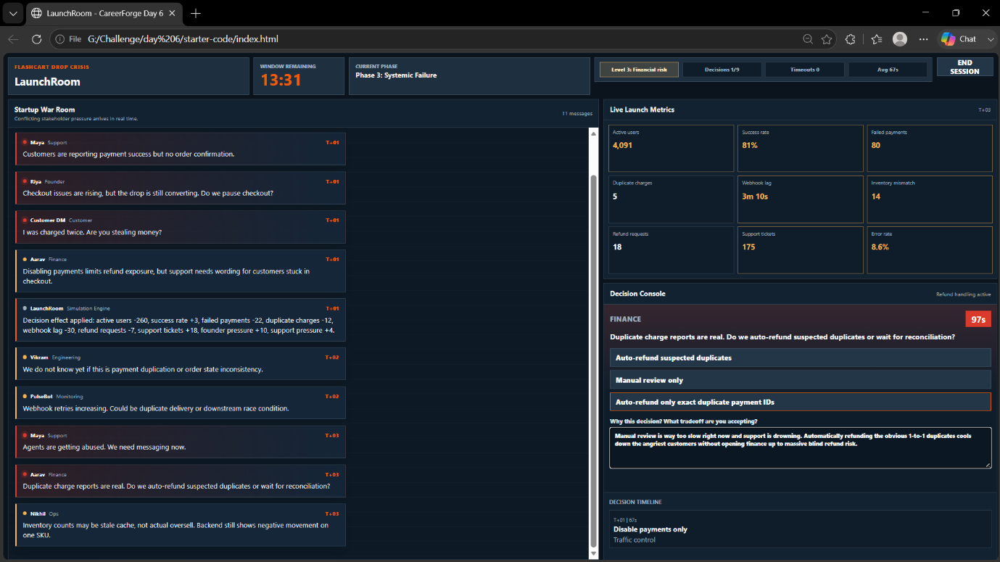 LaunchRoom - CareerForge Day 6
File G:/Challenge/day%206/starter-code/index.html
Chat
FLASHCART DROP CRISIS
LaunchRoom
WINDOW REMAINING
13:31
CURRENT PHASE
Phase 3: Systemic Failure
Level 3: Financial risk
Decisions 1/9
Timeouts 0
Avg 67s
END
SESSION
Startup War Room
Conflicting stakeholder pressure arrives in real time.
11 messages
Maya Support T+01
Customers are reporting payment success but no order confirmation.
Riya Founder T+01
Checkout issues are rising, but the drop is still converting. Do we pause checkout?
Customer DM Customer T+01
I was charged twice. Are you stealing money?
Aarav Finance T+01
Disabling payments limits refund exposure, but support needs wording for customers stuck in
checkout.
LaunchRoom Simulation Engine T+01
Decision effect applied: active users -260, success rate +3, failed payments -22, duplicate charges -12,
webhook lag -30, refund requests -7, support tickets +18, founder pressure +10, support pressure +4.
Vikram Engineering T+02
We do not know yet if this is payment duplication or order state inconsistency.
PulseBot Monitoring T+02
Webhook retries increasing. Could be duplicate delivery or downstream race condition.
Maya Support T+03
Agents are getting abused. We need messaging now.
Aarav Finance T+03
Duplicate charge reports are real. Do we auto-refund suspected duplicates or wait for reconciliation?
Nikhil Ops T+03
Inventory counts may be stale cache, not actual oversell. Backend still shows negative movement on
one SKU.
Live Launch Metrics
T+03
Active users
4,091
Success rate
81%
Failed payments
80
Duplicate charges
5
Webhook lag
3m 10s
Inventory mismatch
14
Refund requests
18
Support tickets
175
Error rate
8.6%
Decision Console
Refund handling active
FINANCE
97s
Duplicate charge reports are real. Do we auto-refund suspected duplicates or wait for reconciliation?
Auto-refund suspected duplicates
Manual review only
Auto-refund only exact duplicate payment IDs
Why this decision? What tradeoff are you accepting?
Manual review is way too slow right now and support is drowning. Automatically refunding the obvious 1-to-1 duplicates cools
down the angriest customers without opening finance up to massive blind refund risk.
DECISION TIMELINE
T+01 | 67s
Disable payments only
Traffic control